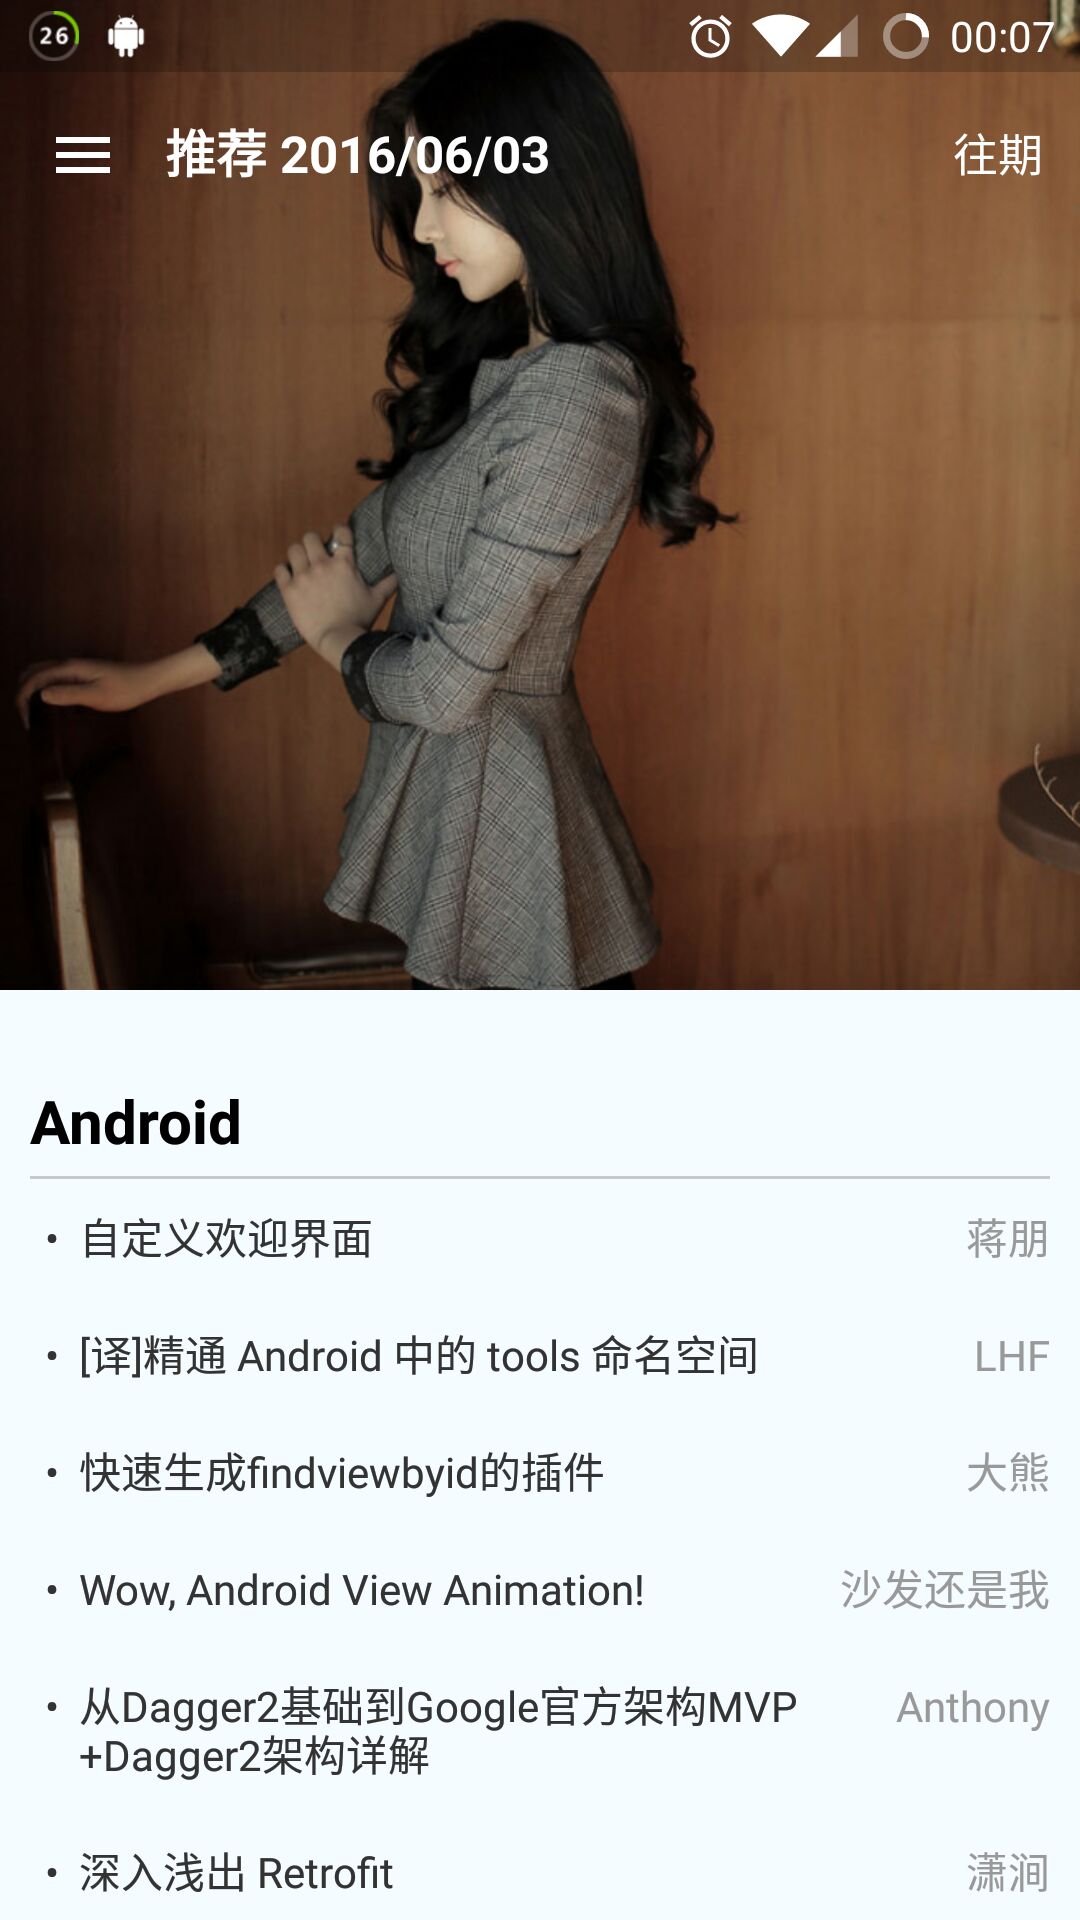 26
00:07
推荐 2016/06/03
往期
Android
• 自定义欢迎界面 蒋朋
• [译]精通 Android 中的 tools 命名空间 LHF
• 快速生成findviewbyid的插件 大熊
• Wow, Android View Animation! 沙发还是我
• 从Dagger2基础到Google官方架构MVP Anthony
+Dagger2架构详解
• 深入浅出 Retrofit 潇涧